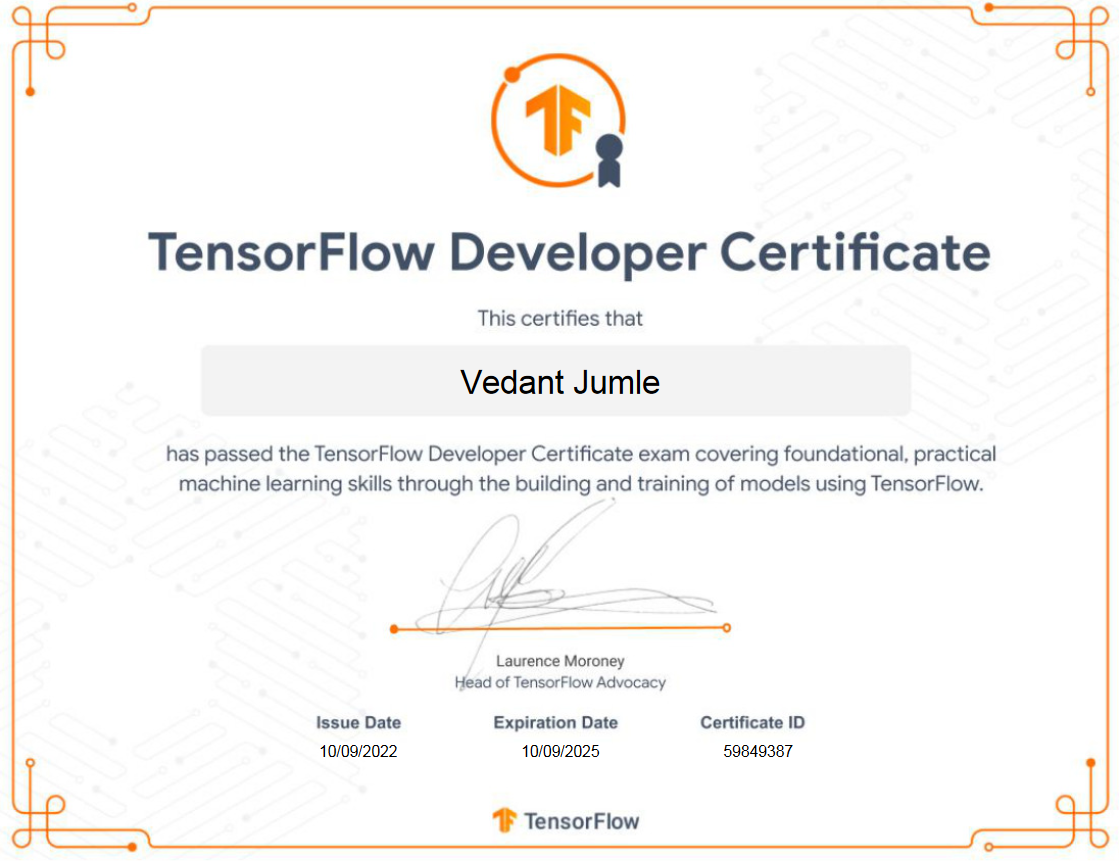 TensorFlow Developer Certificate
This certifies that
Vedant Jumle
has passed the TensorFlow Developer Certificate exam covering foundational, practical
machine learning skills through the building and training of models using TensorFlow.
Laurence Moroney
Head of TensorFlow Advocacy
Issue Date Expiration Date Certificate ID
10/09/2022 10/09/2025 59849387
TensorFlow